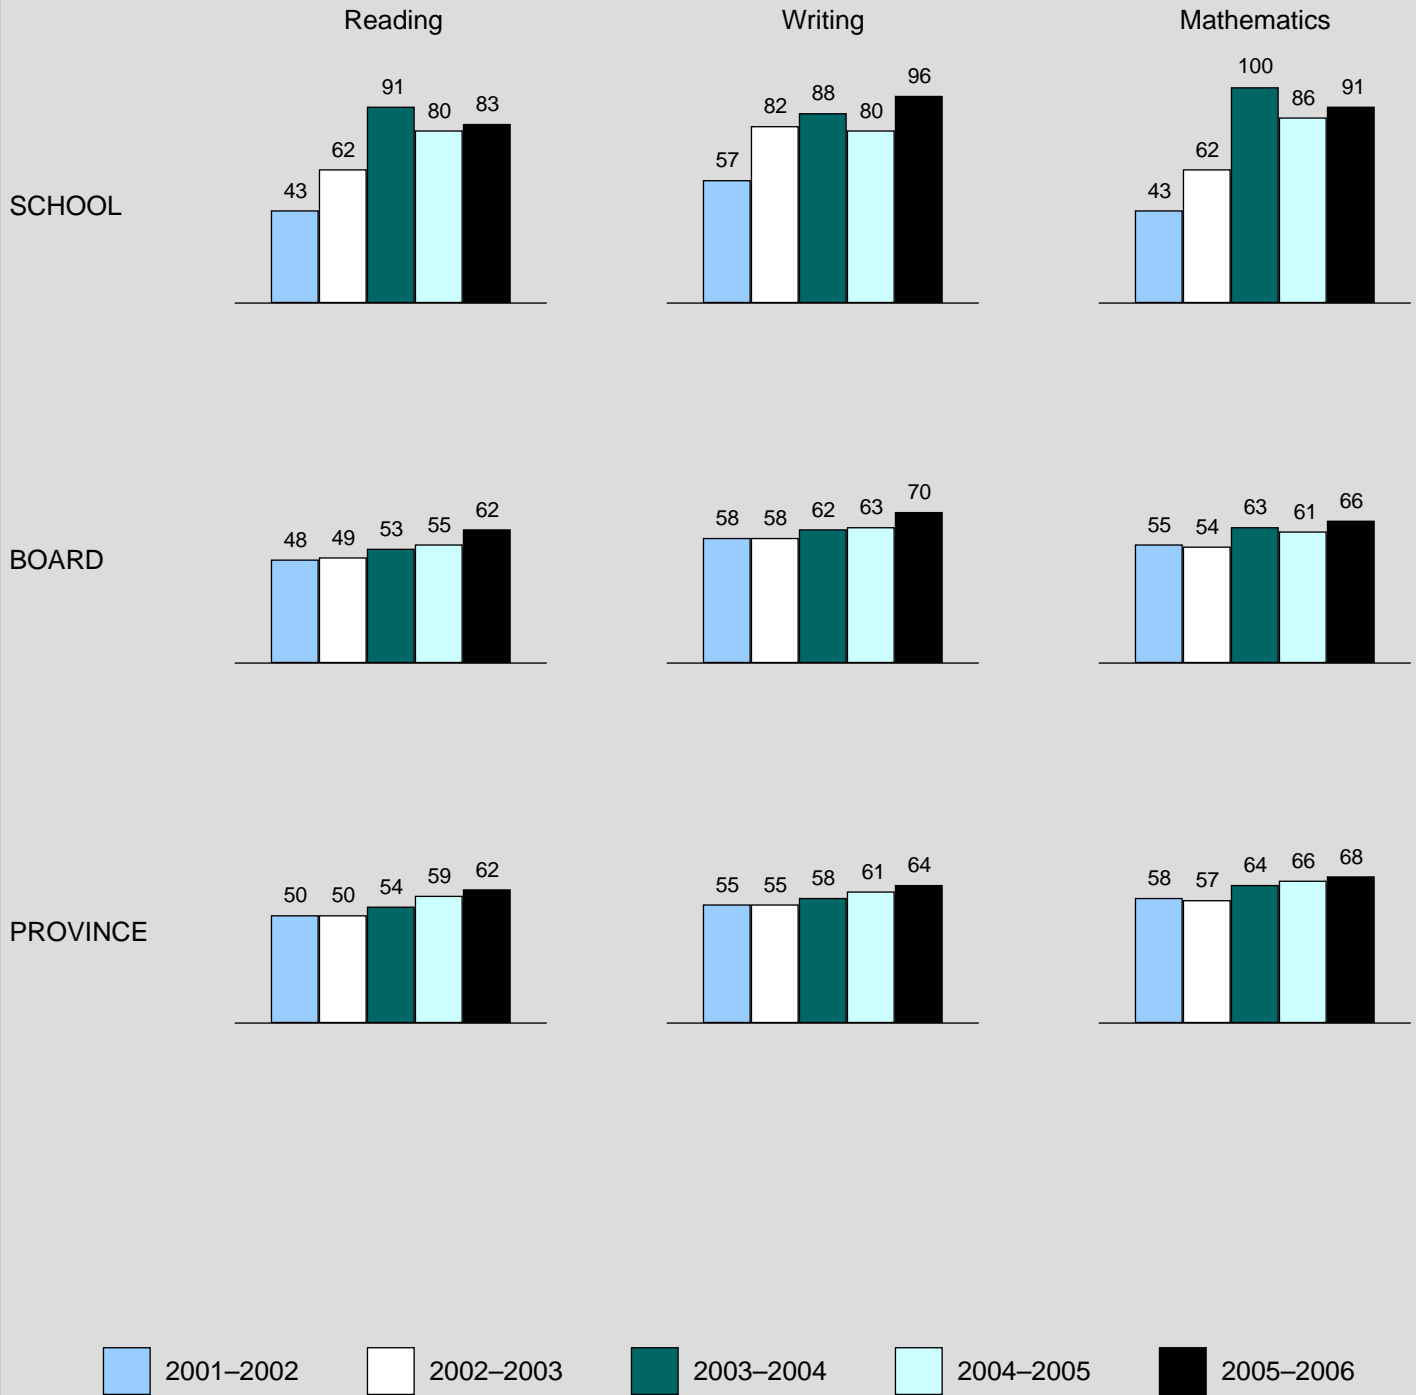 Reading Writing Mathematics
SCHOOL
43 62 91 80 83
57 82 88 80 96
43 62 100 86 91
BOARD
48 49 53 55 62
58 58 62 63 70
55 54 63 61 66
PROVINCE
50 50 54 59 62
55 55 58 61 64
58 57 64 66 68
2001–2002 2002–2003 2003–2004 2004–2005 2005–2006